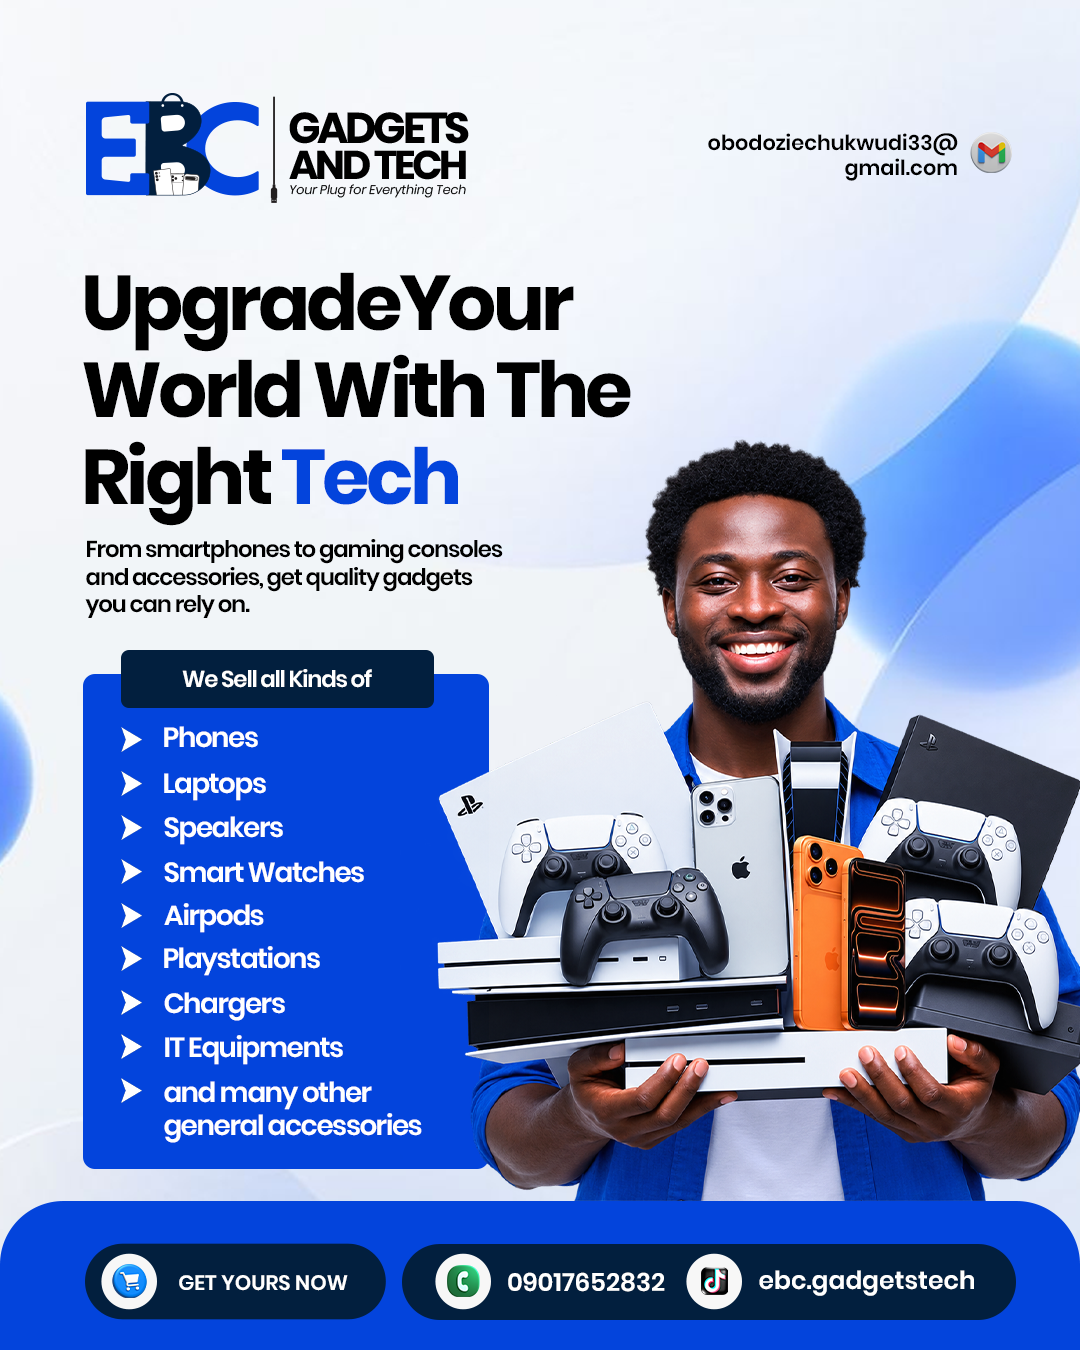 EBC
GADGETS
AND TECH
Your Plug for Everything Tech
obodoziechukwudi33@
gmail.com
UpgradeYour
World With The
Right Tech
From smartphones to gaming consoles
and accessories, get quality gadgets
you can rely on.
We Sell all Kinds of
Phones
Laptops
Speakers
Smart Watches
Airpods
Playstations
Chargers
IT Equipments
and many other
general accessories
GET YOURS NOW
09017652832
ebc.gadgetstech